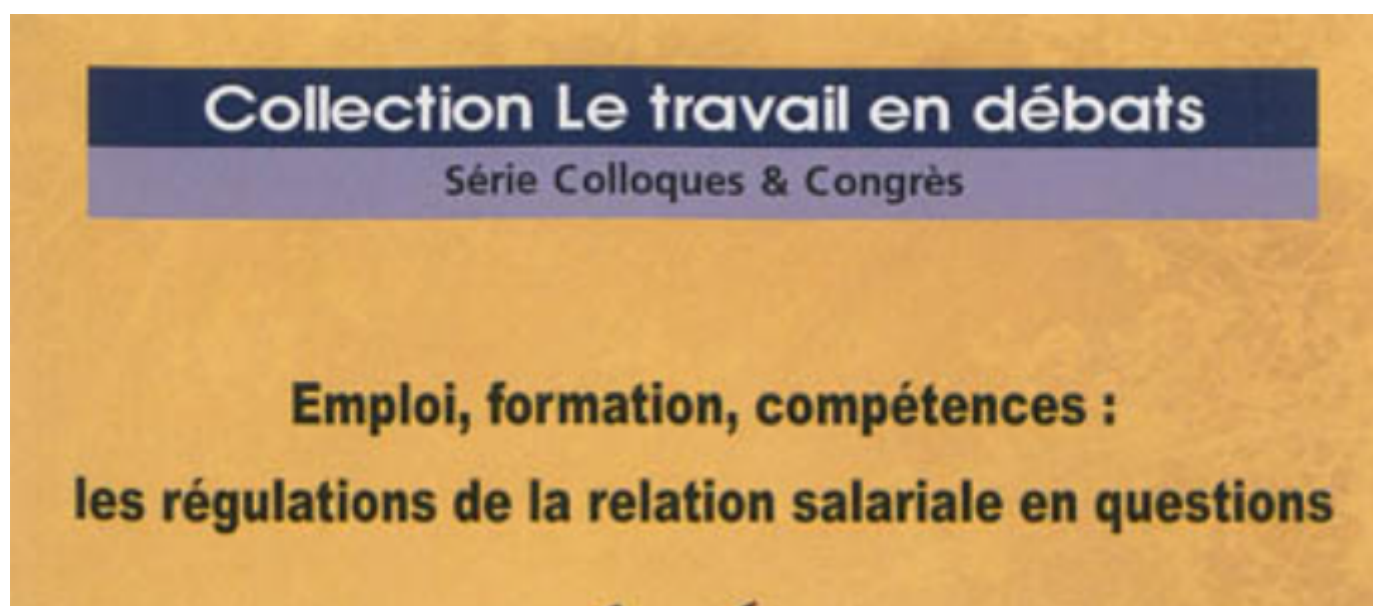 Collection Le travail en débats
Série Colloques & Congrès
Emploi, formation, compétences :
les régulations de la relation salariale en questions